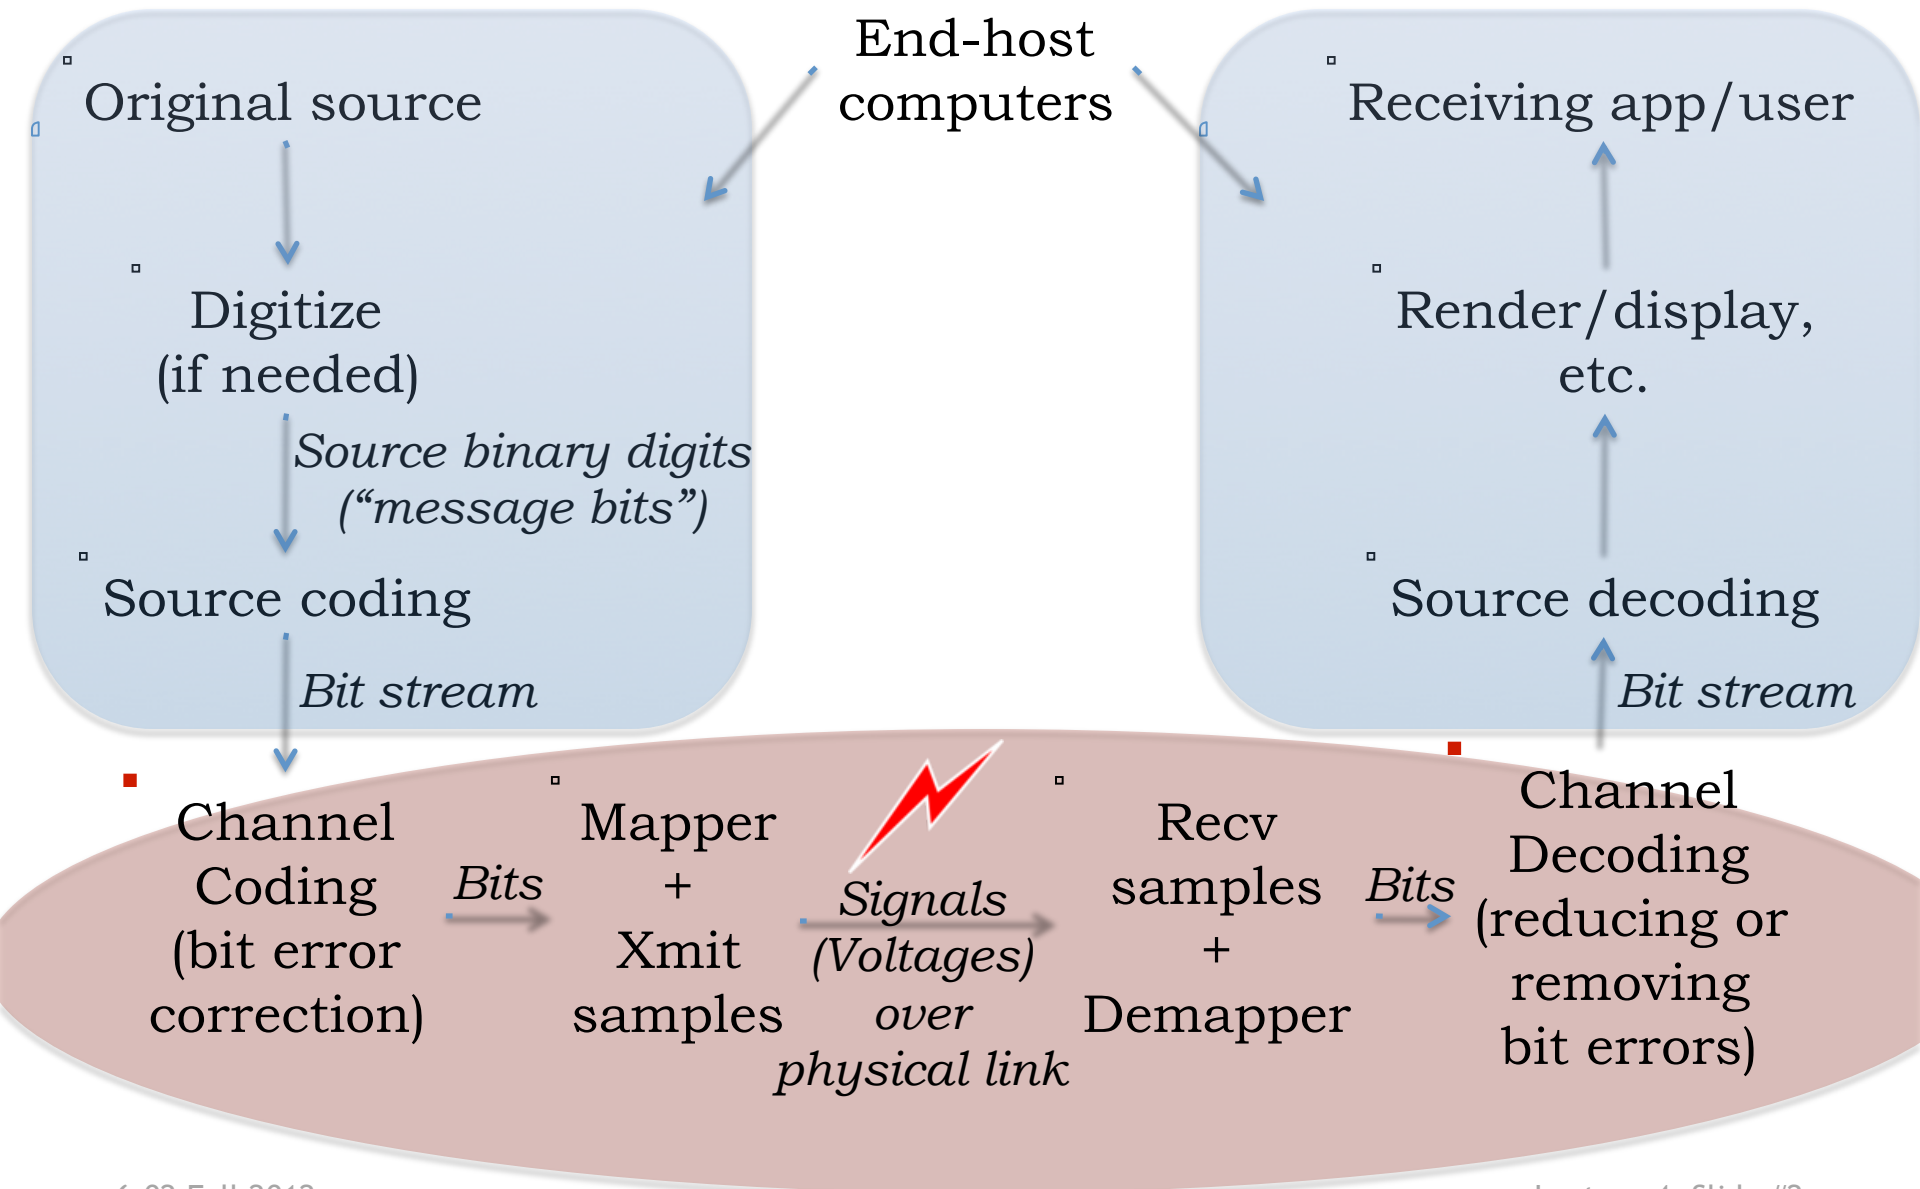 End-host
computers
Original source
Digitize
(if needed)
Source binary digits
(“message bits”)
Source coding
Bit stream
Receiving app/user
Render/display,
etc.
Source decoding
Bit stream
Channel
Coding
(bit error
correction)
Bits
Mapper
+
Xmit
samples
Signals
(Voltages)
over
physical link
Recv
samples
+
Demapper
Bits
Channel
Decoding
(reducing or
removing
bit errors)